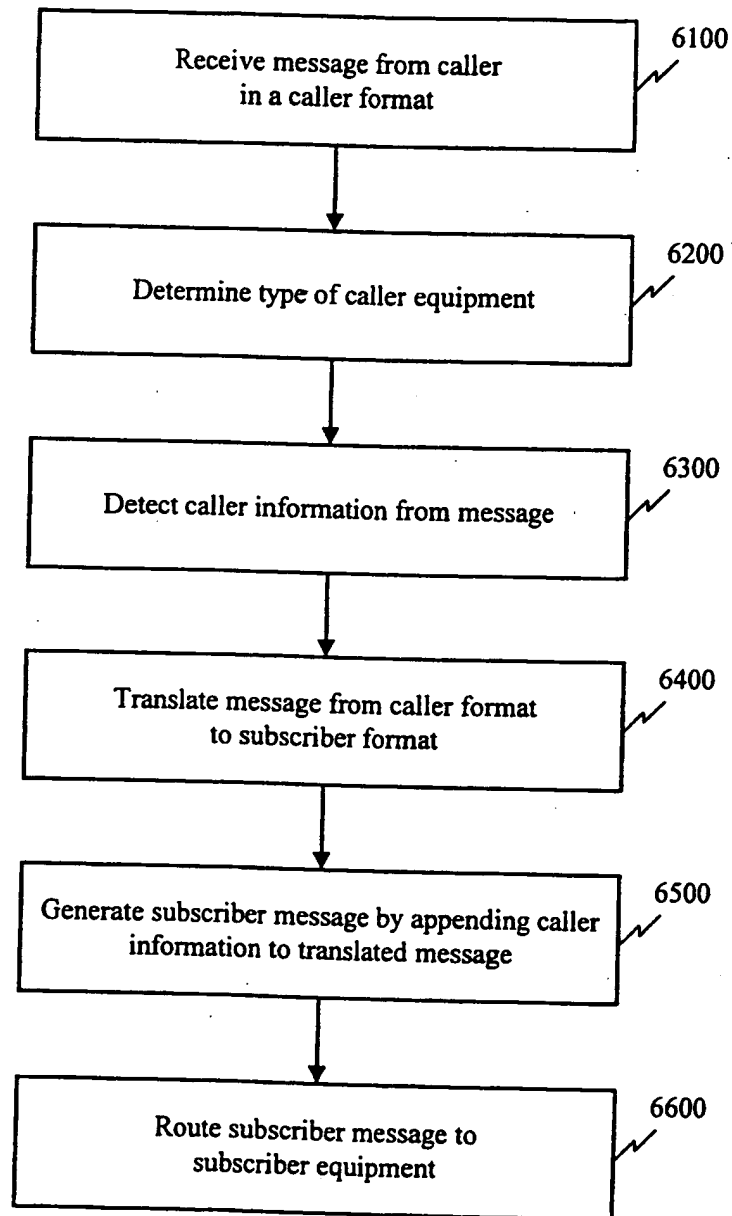 Receive message from caller
in a caller format
6100
Determine type of caller equipment
6200
Detect caller information from message
6300
Translate message from caller format
to subscriber format
6400
Generate subscriber message by appending caller
information to translated message
6500
Route subscriber message to
subscriber equipment
6600